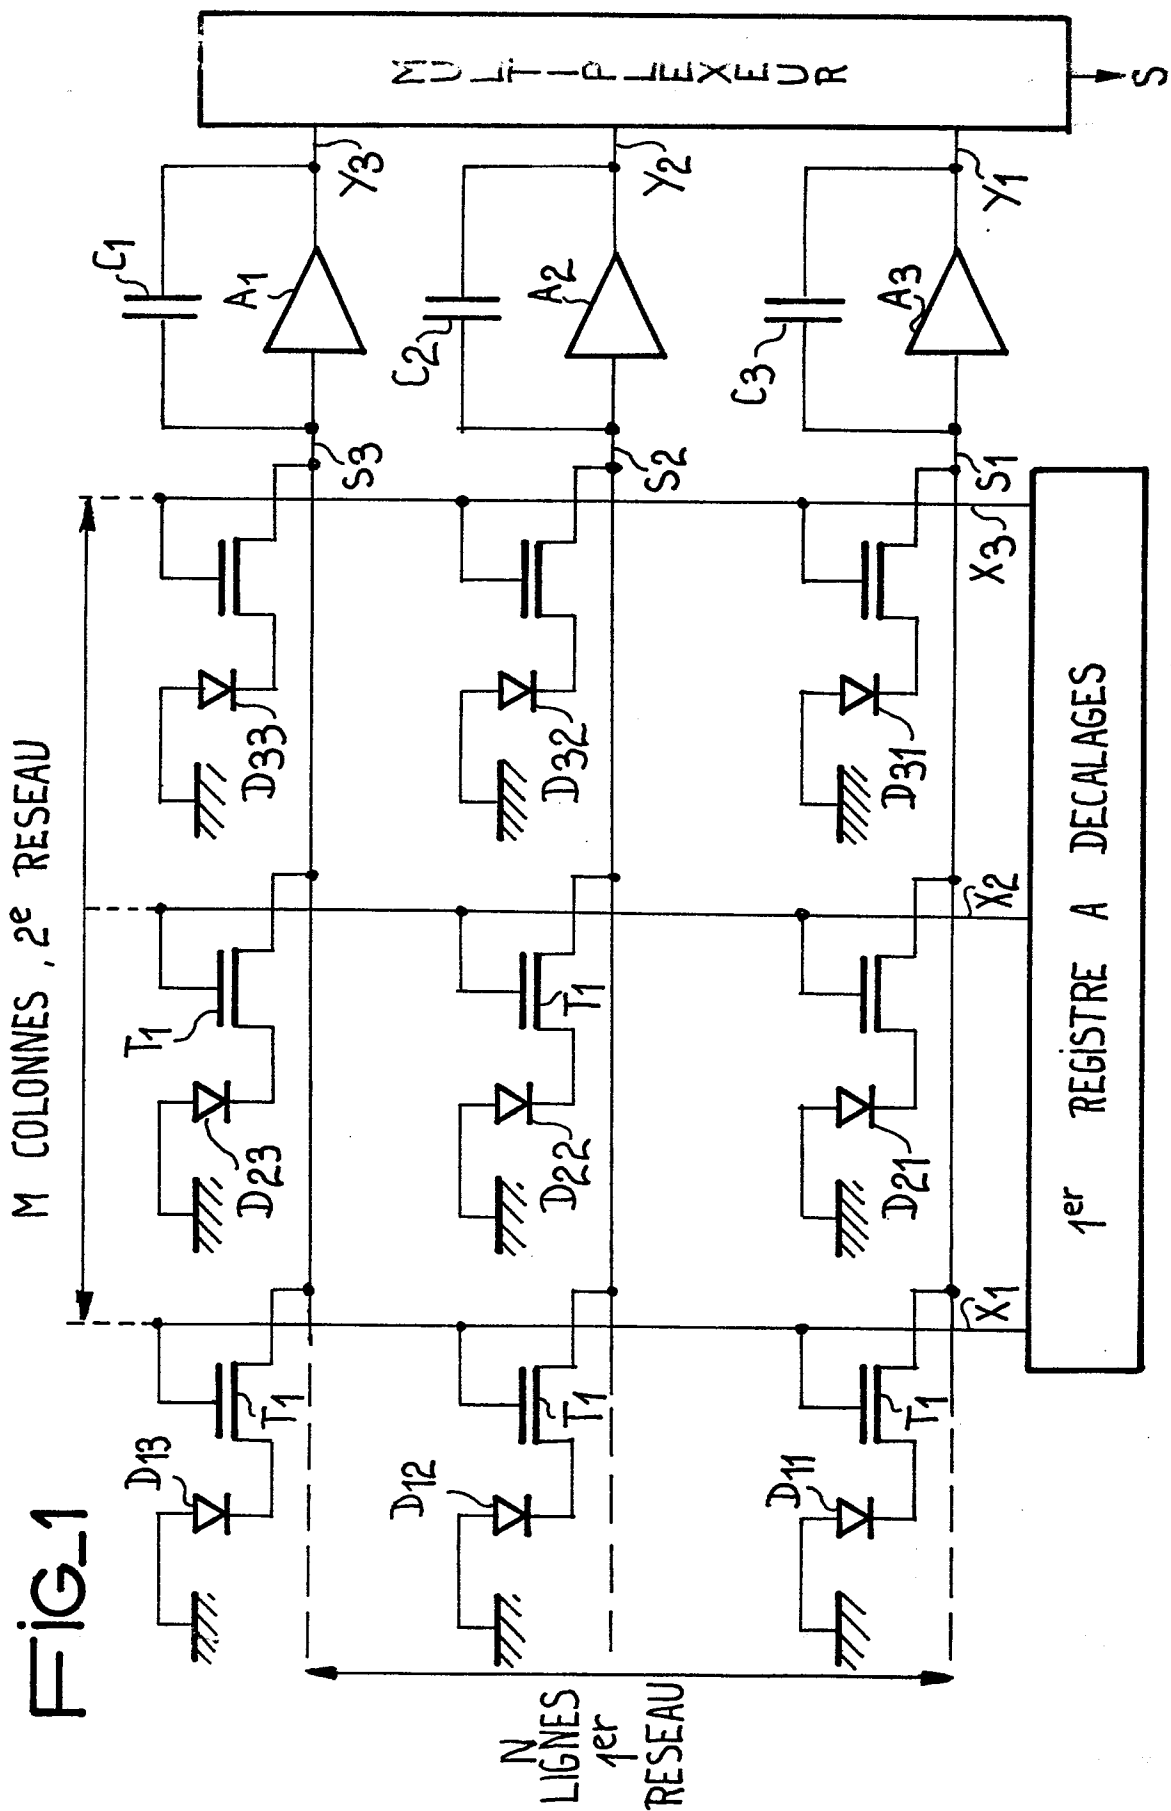 FiG_1
M COLONNES , 2e RESEAU
N
LIGNES
1er
RESEAU
D13
T1
D23
T1
D33
S3
C1
A1
Y3
D12
T1
D22
T1
D32
S2
C2
A2
Y2
D11
T1
D21
D31
S1
C3
A3
Y1
X1
X2
X3
1er REGISTRE A DECALAGES
MULTIPLEXEUR
S